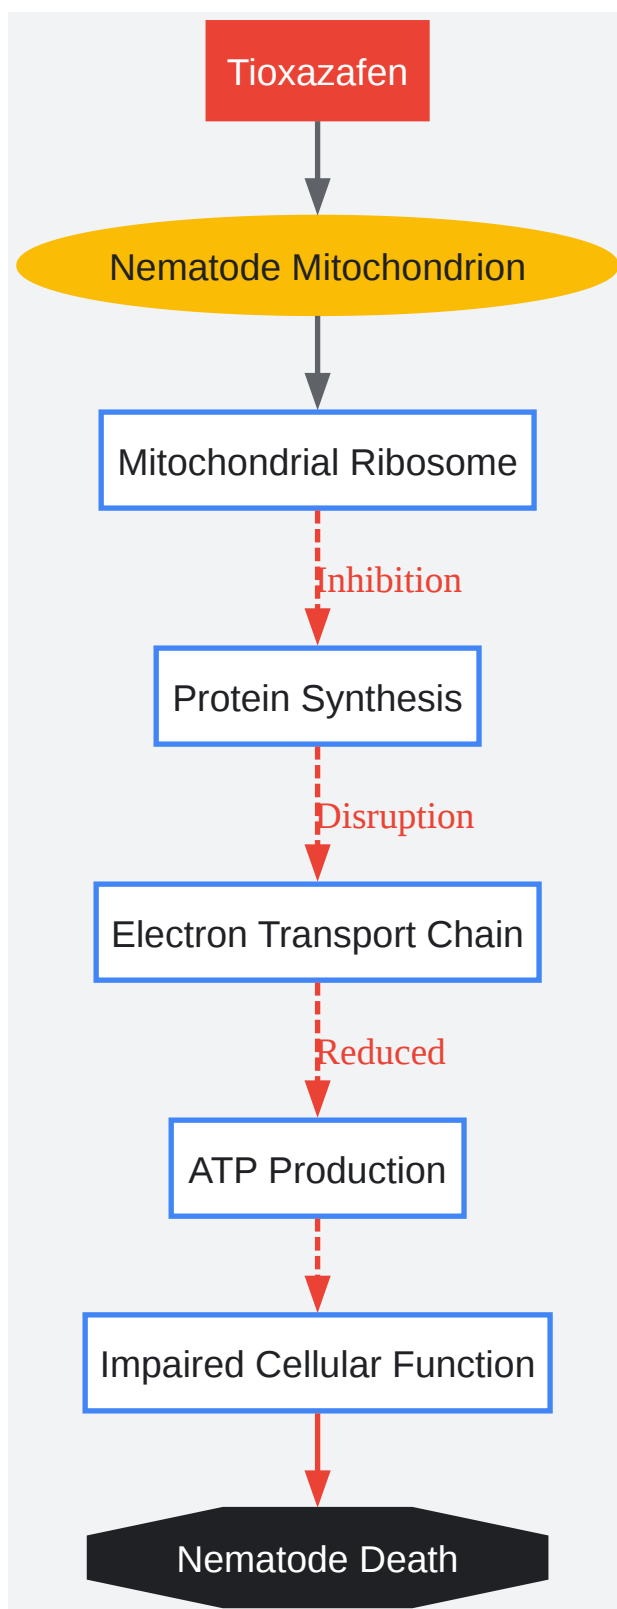 Tioxazafen
Nematode Mitochondrion
Mitochondrial Ribosome
Inhibition
Protein Synthesis
Disruption
Electron Transport Chain
Reduced
ATP Production
Impaired Cellular Function
Nematode Death